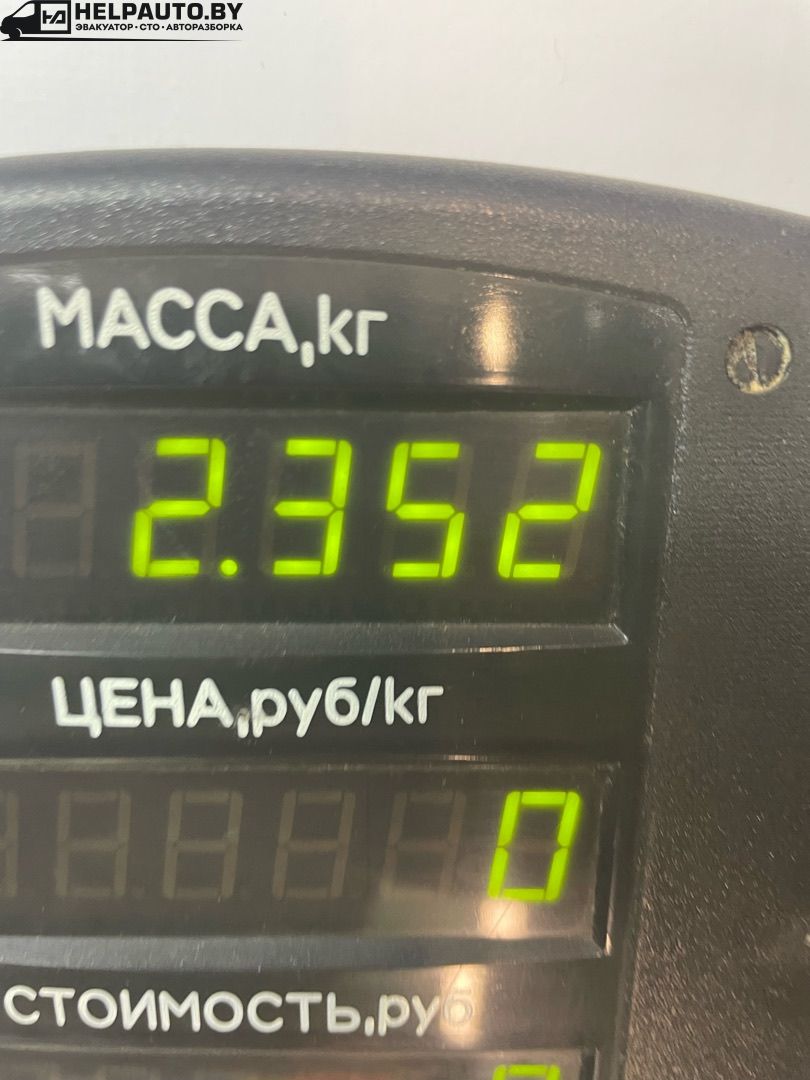 HELPAUTO.BY
ЭВАКУАТОР•СТО•АВТОРАЗБОРКА
МАССА,кг
2.352
ЦЕНА,руб/кг
0
СТОИМОСТЬ,руб